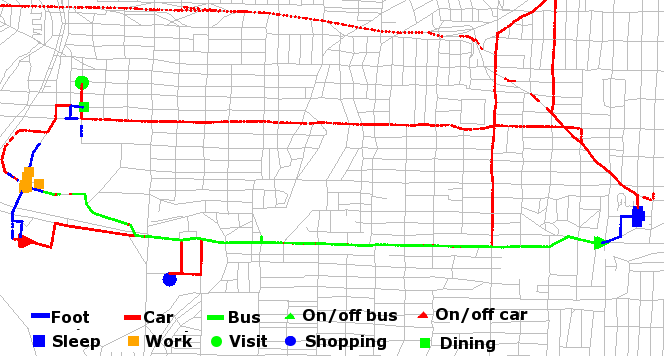 Foot Car Bus On/off bus On/off car
Sleep Work Visit Shopping Dining